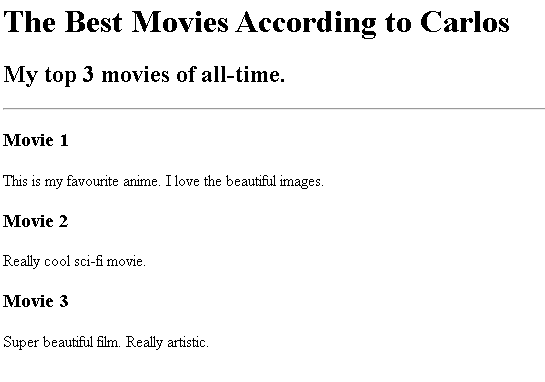 The Best Movies According to Carlos
My top 3 movies of all-time.
Movie 1
This is my favourite anime. I love the beautiful images.
Movie 2
Really cool sci-fi movie.
Movie 3
Super beautiful film. Really artistic.